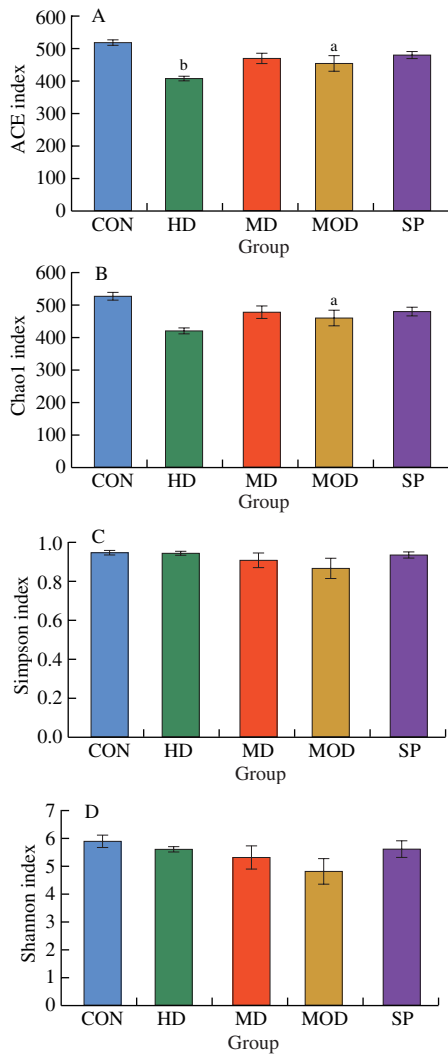 A
600
500
400
300
200
100
0
ACE index
b
a
CON HD MD MOD SP
Group
B
600
500
400
300
200
100
0
Chao1 index
a
CON HD MD MOD SP
Group
C
1.0
0.8
0.6
0.4
0.2
0.0
Simpson index
CON HD MD MOD SP
Group
D
7
6
5
4
3
2
1
0
Shannon index
CON HD MD MOD SP
Group